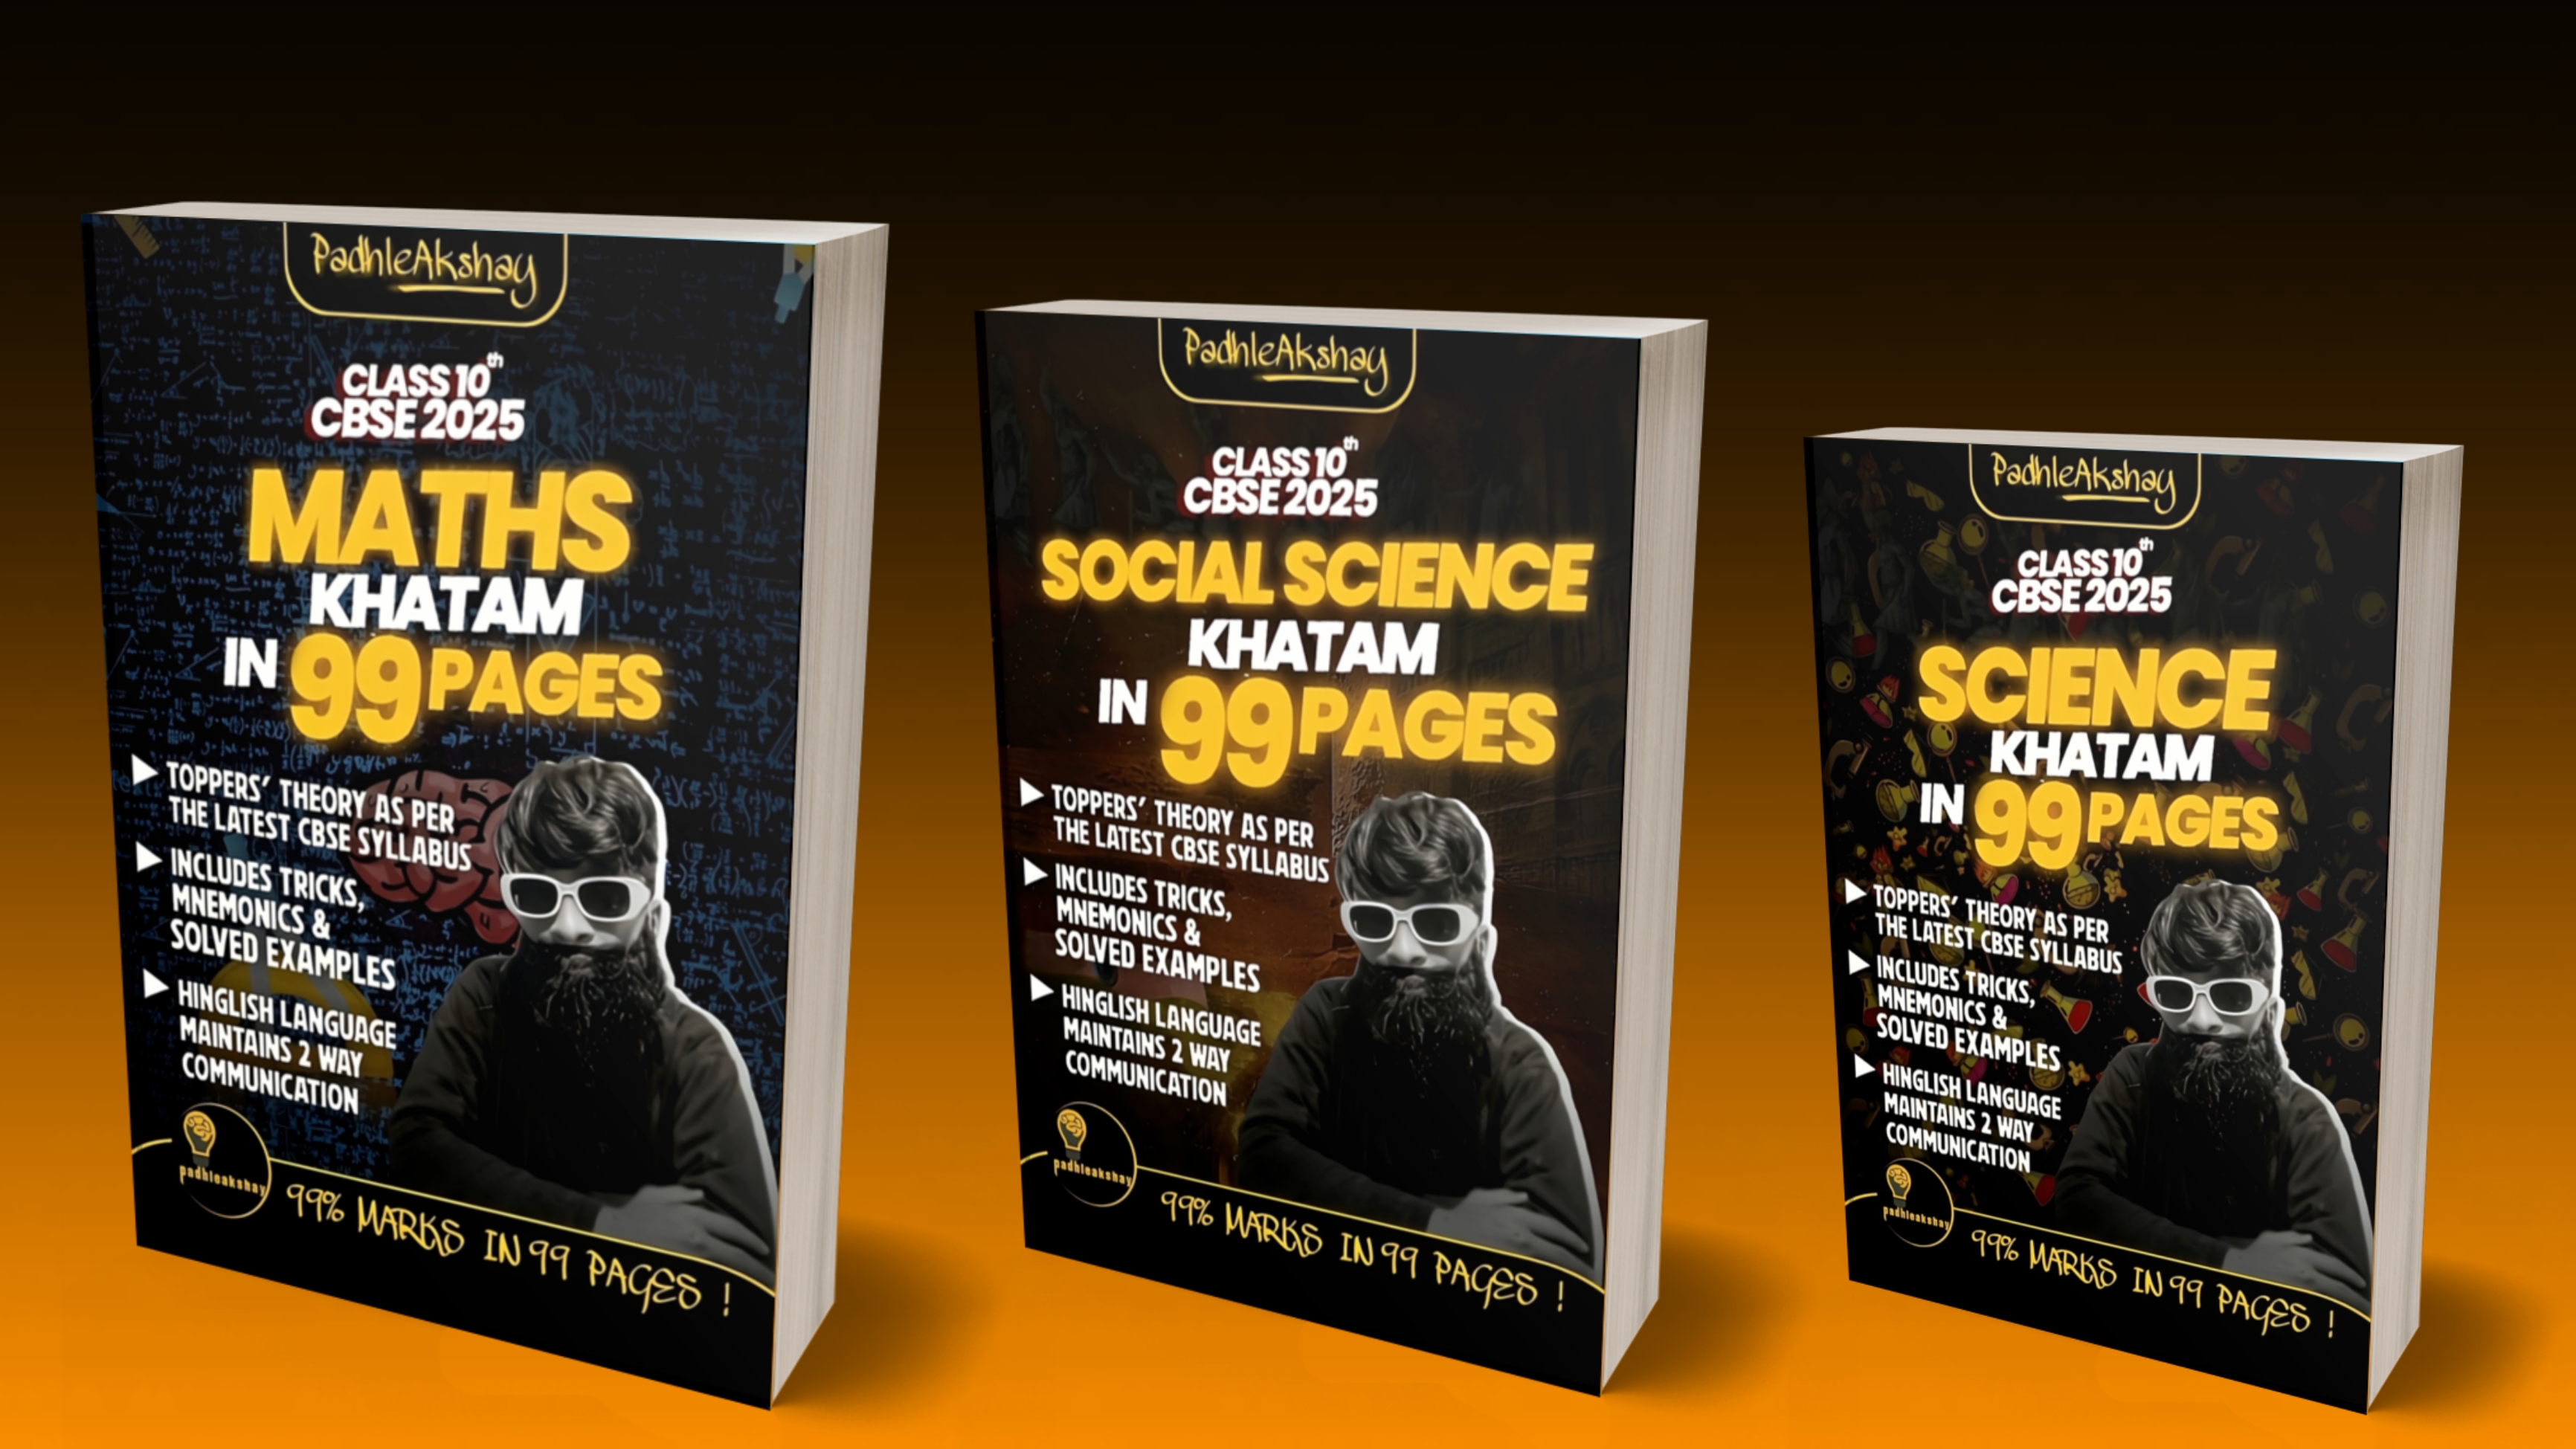 PadhleAkshay
CLASS 10th
CBSE 2025
MATHS
KHATAM
IN 99 PAGES
TOPPERS' THEORY AS PER
THE LATEST CBSE SYLLABUS
INCLUDES TRICKS,
MNEMONICS &
SOLVED EXAMPLES
HINGLISH LANGUAGE
MAINTAINS 2 WAY
COMMUNICATION
padhleakshay
99% MARKS IN 99 PAGES !
PadhleAkshay
CLASS 10th
CBSE 2025
SOCIAL SCIENCE
KHATAM
IN 99 PAGES
TOPPERS' THEORY AS PER
THE LATEST CBSE SYLLABUS
INCLUDES TRICKS,
MNEMONICS &
SOLVED EXAMPLES
HINGLISH LANGUAGE
MAINTAINS 2 WAY
COMMUNICATION
padhleakshay
99% MARKS IN 99 PAGES !
PadhleAkshay
CLASS 10th
CBSE 2025
SCIENCE
KHATAM
IN 99 PAGES
TOPPERS' THEORY AS PER
THE LATEST CBSE SYLLABUS
INCLUDES TRICKS,
MNEMONICS &
SOLVED EXAMPLES
HINGLISH LANGUAGE
MAINTAINS 2 WAY
COMMUNICATION
padhleakshay
99% MARKS IN 99 PAGES !